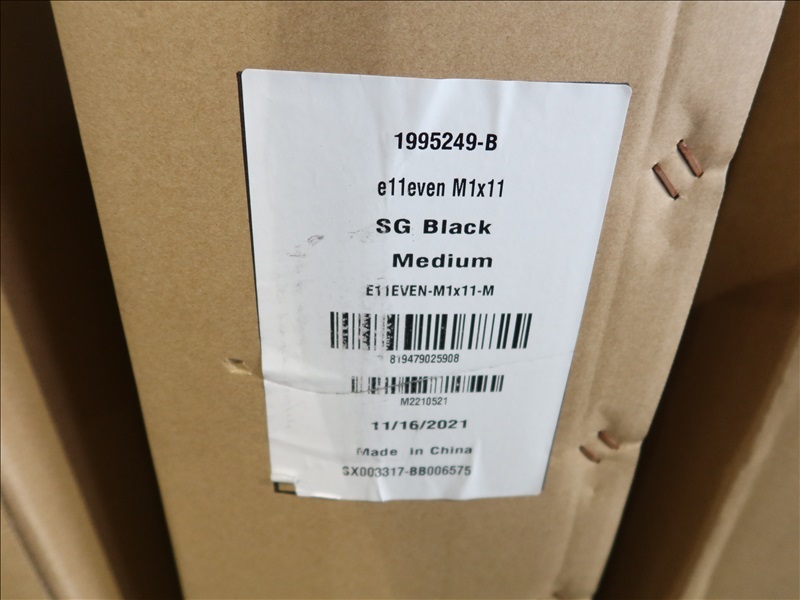 1995249-B
e11even M1x11
SG Black
Medium
E11EVEN-M1x11-M
819479025908
M2210521
11/16/2021
Made in China
SX003317-BB006575